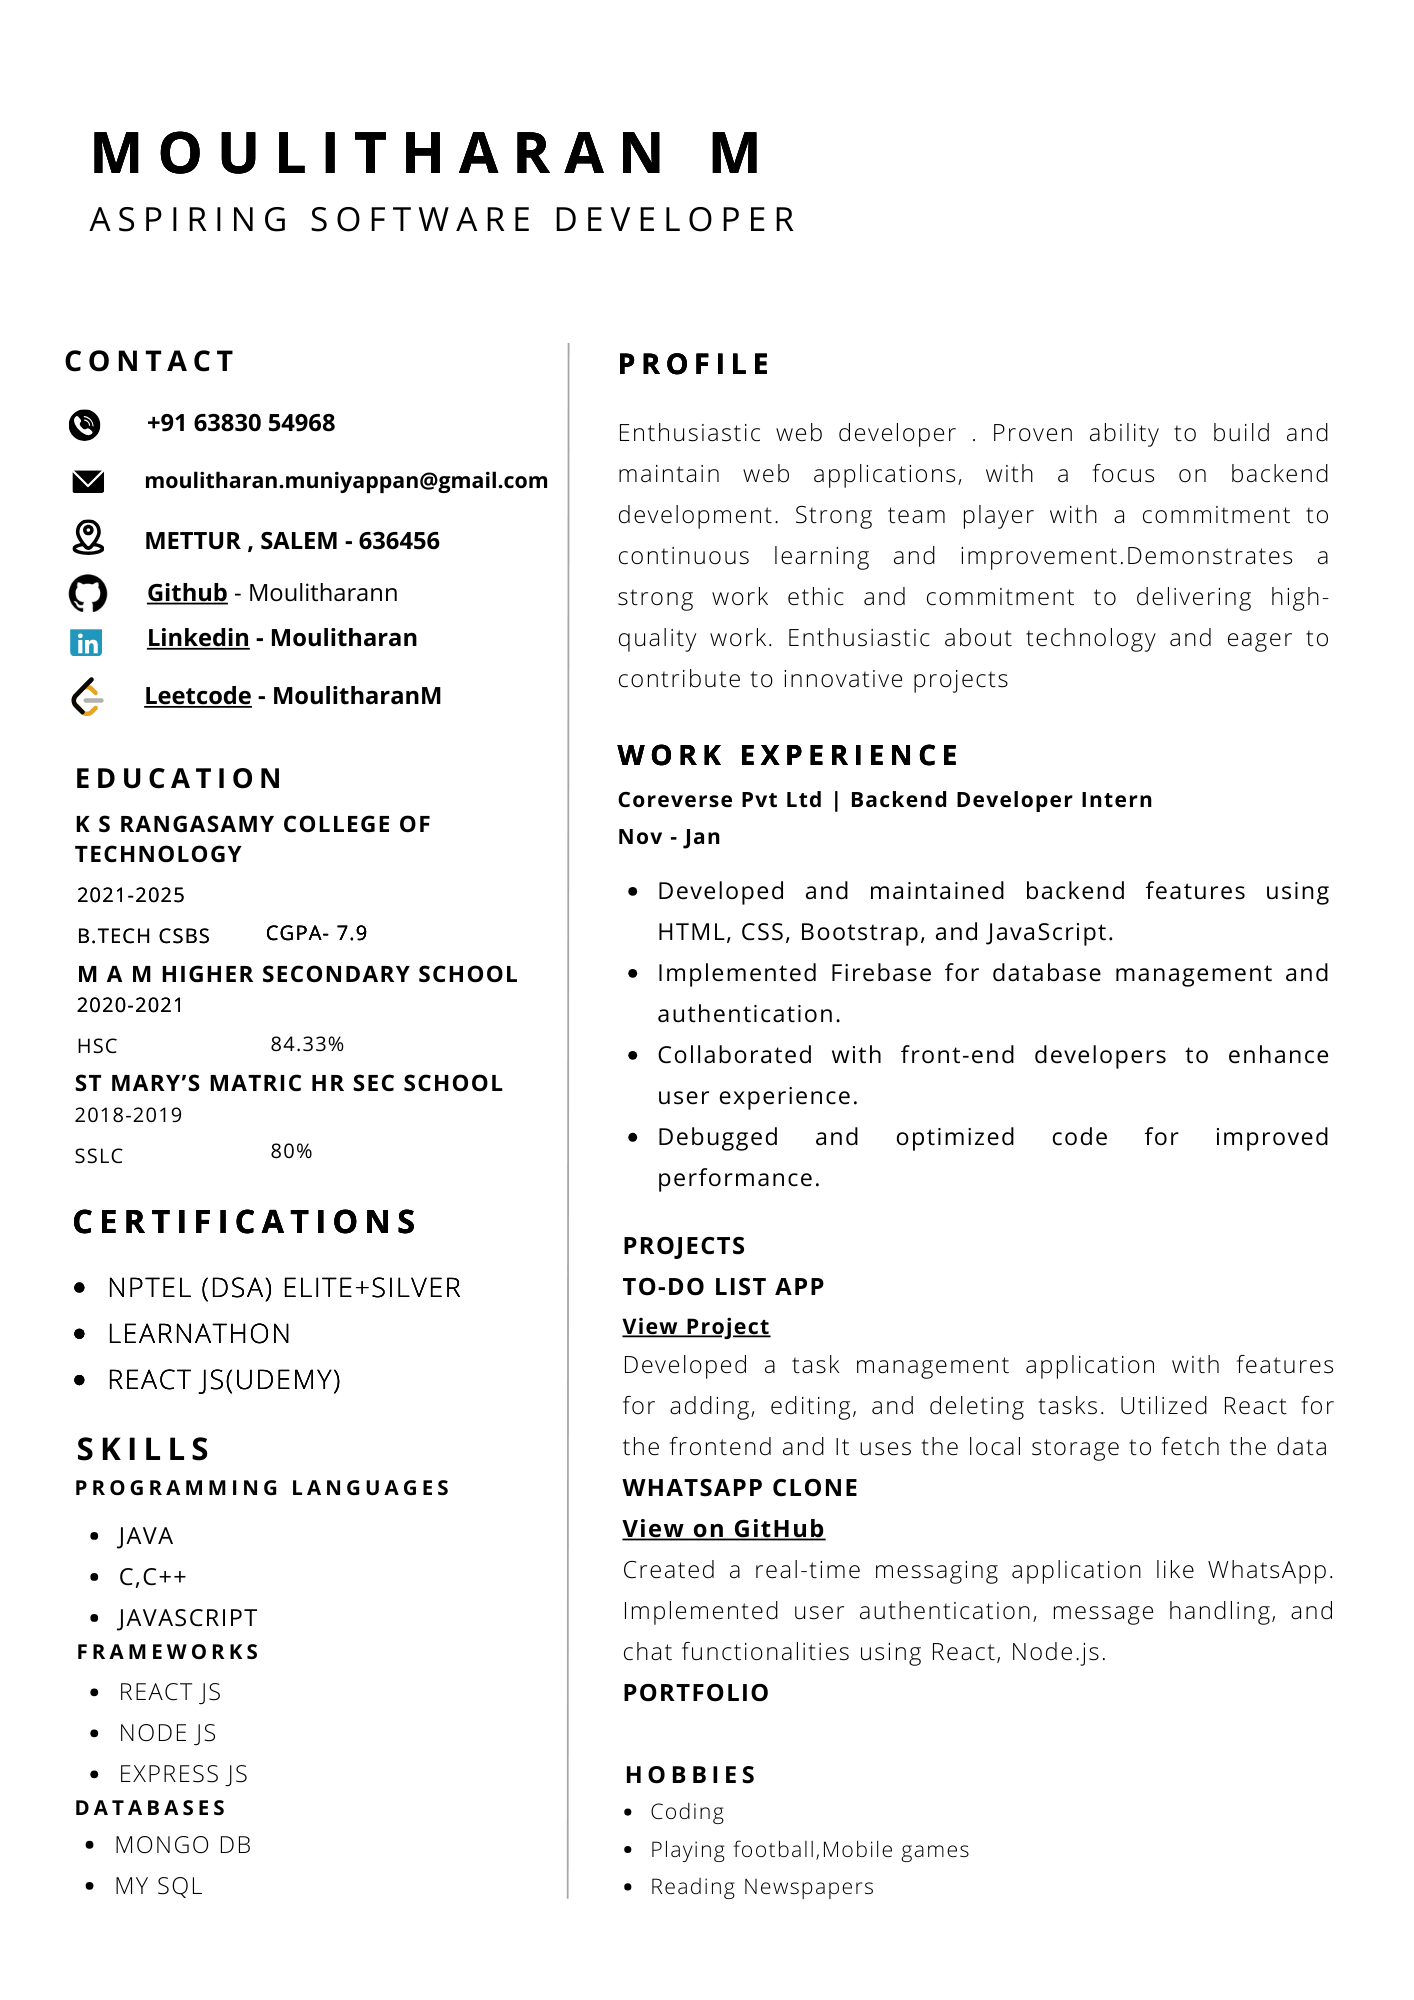 MOULITHARAN M
ASPIRING SOFTWARE DEVELOPER
CONTACT
+91 63830 54968
moulitharan.muniyappan@gmail.com
METTUR , SALEM - 636456
Github - Moulitharann
in
Linkedin - Moulitharan
Leetcode - MoulitharanM
EDUCATION
K S RANGASAMY COLLEGE OF
TECHNOLOGY
2021-2025
B.TECH CSBS CGPA- 7.9
M A M HIGHER SECONDARY SCHOOL
2020-2021
HSC 84.33%
ST MARY’S MATRIC HR SEC SCHOOL
2018-2019
SSLC 80%
CERTIFICATIONS
• NPTEL (DSA) ELITE+SILVER
• LEARNATHON
• REACT JS(UDEMY)
SKILLS
PROGRAMMING LANGUAGES
• JAVA
• C,C++
• JAVASCRIPT
FRAMEWORKS
• REACT JS
• NODE JS
• EXPRESS JS
DATABASES
• MONGO DB
• MY SQL
PROFILE
Enthusiastic web developer . Proven ability to build and
maintain web applications, with a focus on backend
development. Strong team player with a commitment to
continuous learning and improvement.Demonstrates a
strong work ethic and commitment to delivering high-
quality work. Enthusiastic about technology and eager to
contribute to innovative projects
WORK EXPERIENCE
Coreverse Pvt Ltd | Backend Developer Intern
Nov - Jan
• Developed and maintained backend features using
HTML, CSS, Bootstrap, and JavaScript.
• Implemented Firebase for database management and
authentication.
• Collaborated with front-end developers to enhance
user experience.
• Debugged and optimized code for improved
performance.
PROJECTS
TO-DO LIST APP
View Project
Developed a task management application with features
for adding, editing, and deleting tasks. Utilized React for
the frontend and It uses the local storage to fetch the data
WHATSAPP CLONE
View on GitHub
Created a real-time messaging application like WhatsApp.
Implemented user authentication, message handling, and
chat functionalities using React, Node.js.
PORTFOLIO
HOBBIES
• Coding
• Playing football,Mobile games
• Reading Newspapers